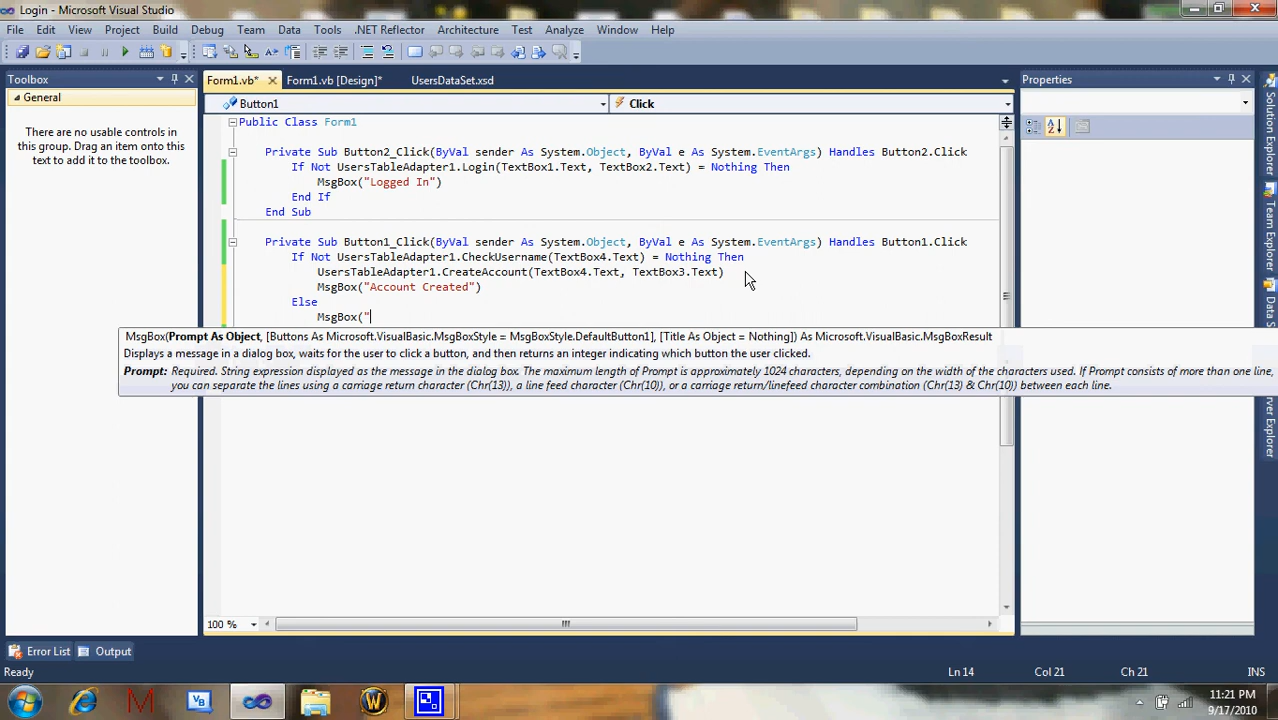 Login - Microsoft Visual Studio
File Edit View Project Build Debug Team Data Tools .NET Reflector Architecture Test Analyze Window Help
Toolbox
General
There are no usable controls in
this group. Drag an item onto this
text to add it to the toolbox.
Form1.vb* Form1.vb [Design]* UsersDataSet.xsd
Button1 Click
Public Class Form1
Private Sub Button2_Click(ByVal sender As System.Object, ByVal e As System.EventArgs) Handles Button2.Click
If Not UsersTableAdapter1.Login(TextBox1.Text, TextBox2.Text) = Nothing Then
MsgBox("Logged In")
End If
End Sub
Private Sub Button1_Click(ByVal sender As System.Object, ByVal e As System.EventArgs) Handles Button1.Click
If Not UsersTableAdapter1.CheckUsername(TextBox4.Text) = Nothing Then
UsersTableAdapter1.CreateAccount(TextBox4.Text, TextBox3.Text)
MsgBox("Account Created")
Else
MsgBox("
MsgBox(Prompt As Object, [Buttons As Microsoft.VisualBasic.MsgBoxStyle = MsgBoxStyle.DefaultButton1], [Title As Object = Nothing]) As Microsoft.VisualBasic.MsgBoxResult
Displays a message in a dialog box, waits for the user to click a button, and then returns an integer indicating which button the user clicked.
Prompt: Required. String expression displayed as the message in the dialog box. The maximum length of Prompt is approximately 1024 characters, depending on the width of the characters used. If Prompt consists of more than one line,
you can separate the lines using a carriage return character (Chr(13)), a line feed character (Chr(10)), or a carriage return/linefeed character combination (Chr(13) & Chr(10)) between each line.
100 %
Properties
Solution Explorer
Team Explorer
Data S
erver Explorer
Error List Output
Ready Ln 14 Col 21 Ch 21 INS
VB
11:21 PM
9/17/2010